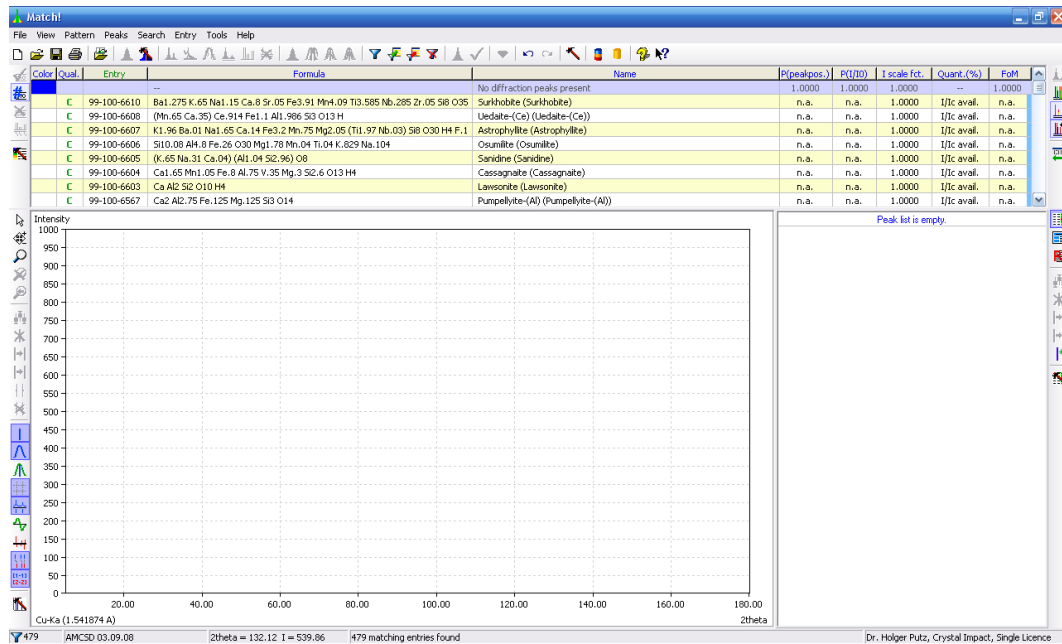 Match!
File View Pattern Peaks Search Entry Tools Help
Color Qual. Entry Formula Name P(peakpos.) P(I/I0) I scale fct. Quant.(%) FoM
-- No diffraction peaks present 1.0000 1.0000 1.0000 -- 1.0000
C 99-100-6610 Ba1.275 K.65 Na1.15 Ca.8 Sr.05 Fe3.91 Mn4.09 Ti3.585 Nb.285 Zr.05 Si8 O35 Surkhobite (Surkhobite) n.a. n.a. 1.0000 I/Ic avail. n.a.
C 99-100-6608 (Mn.65 Ca.35) Ce.914 Fe1.1 Al1.986 Si3 O13 H Uedaite-(Ce) (Uedaite-(Ce)) n.a. n.a. 1.0000 I/Ic avail. n.a.
C 99-100-6607 K1.96 Ba.01 Na1.65 Ca.14 Fe3.2 Mn.75 Mg2.05 (Ti1.97 Nb.03) Si8 O30 H4 F.1 Astrophyllite (Astrophyllite) n.a. n.a. 1.0000 I/Ic avail. n.a.
C 99-100-6606 Si10.08 Al4.8 Fe.26 O30 Mg1.78 Mn.04 Ti.04 K.829 Na.104 Osumilite (Osumilite) n.a. n.a. 1.0000 I/Ic avail. n.a.
C 99-100-6605 (K.65 Na.31 Ca.04) (Al1.04 Si2.96) O8 Sanidine (Sanidine) n.a. n.a. 1.0000 I/Ic avail. n.a.
C 99-100-6604 Ca1.65 Mn1.05 Fe.8 Al.75 V.35 Mg.3 Si2.6 O13 H4 Cassagnaite (Cassagnaite) n.a. n.a. 1.0000 I/Ic avail. n.a.
C 99-100-6603 Ca Al2 Si2 O10 H4 Lawsonite (Lawsonite) n.a. n.a. 1.0000 I/Ic avail. n.a.
C 99-100-6567 Ca2 Al2.75 Fe.125 Mg.125 Si3 O14 Pumpellyite-(Al) (Pumpellyite-(Al)) n.a. n.a. 1.0000 I/Ic avail. n.a.
Intensity
Peak list is empty.
1000
950
900
850
800
750
700
650
600
550
500
450
400
350
300
250
200
150
100
50
0
20.00 40.00 60.00 80.00 100.00 120.00 140.00 160.00 180.00
Cu-Ka (1.541874 A) 2theta
479 AMCSD 03.09.08 2theta = 132.12 I = 539.86 479 matching entries found Dr. Holger Putz, Crystal Impact, Single Licence